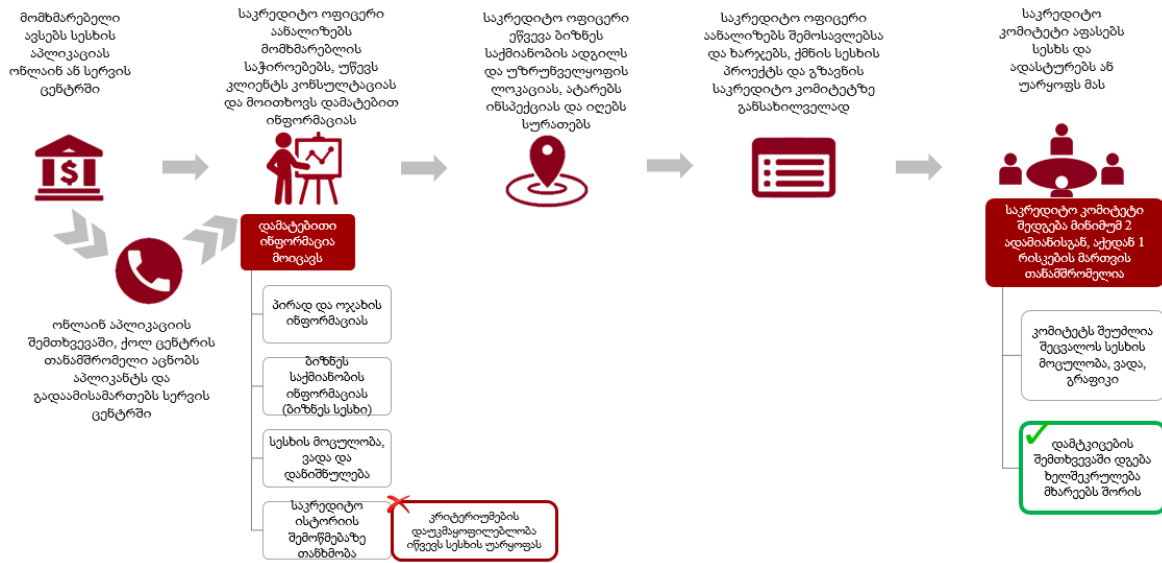 მომხმარებელი
ავსებს სესხის
აპლიკაციას
ონლაინ ან სერვის
ცენტრში
საკრედიტო ოფიცერი
აანალიზებს
მომხმარებლის
საჭიროებებს, უწევს
კლიენტს კონსულტაციას
და მოითხოვს დამატებით
ინფორმაციას
საკრედიტო ოფიცერი
ეწვევა ბიზნეს
საქმიანობის ადგილს
და უზრუნველყოფის
ლოკაციას, ატარებს
ინსპექციას და იღებს
სურათებს
საკრედიტო ოფიცერი
აანალიზებს შემოსავლებსა
და ხარჯებს, ქმნის სესხის
პროექტს და გზავნის
საკრედიტო კომიტეტზე
განსახილველად
საკრედიტო
კომიტეტი აფასებს
სესხს და
ადასტურებს ან
უარყოფს მას
$
ონლაინ აპლიკაციის
შემთხვევაში, ქოლ ცენტრის
თანამშრომელი აცნობს
აპლიკანტს და
გადაამისამართებს სერვის
ცენტრში
დამატებითი
ინფორმაცია
მოიცავს
პირად და ოჯახის
ინფორმაციას
ბიზნეს
საქმიანობის
ინფორმაციას
(ბიზნეს სესხი)
სესხის მოცულობა,
ვადა და
დანიშნულება
საკრედიტო
ისტორიის
შემოწმებაზე
თანხმობა
კრიტერიუმების
დაუკმაყოფილებლობა
იწვევს სესხის უარყოფას
საკრედიტო კომიტეტი
შედგება მინიმუმ 2
ადამიანისგან, აქედან 1
რისკების მართვის
თანამშრომელია
კომიტეტს შეუძლია
შეცვალოს სესხის
მოცულობა, ვადა,
გრაფიკი
დამტკიცების
შემთხვევაში დგება
ხელშეკრულება
მხარეებს შორის